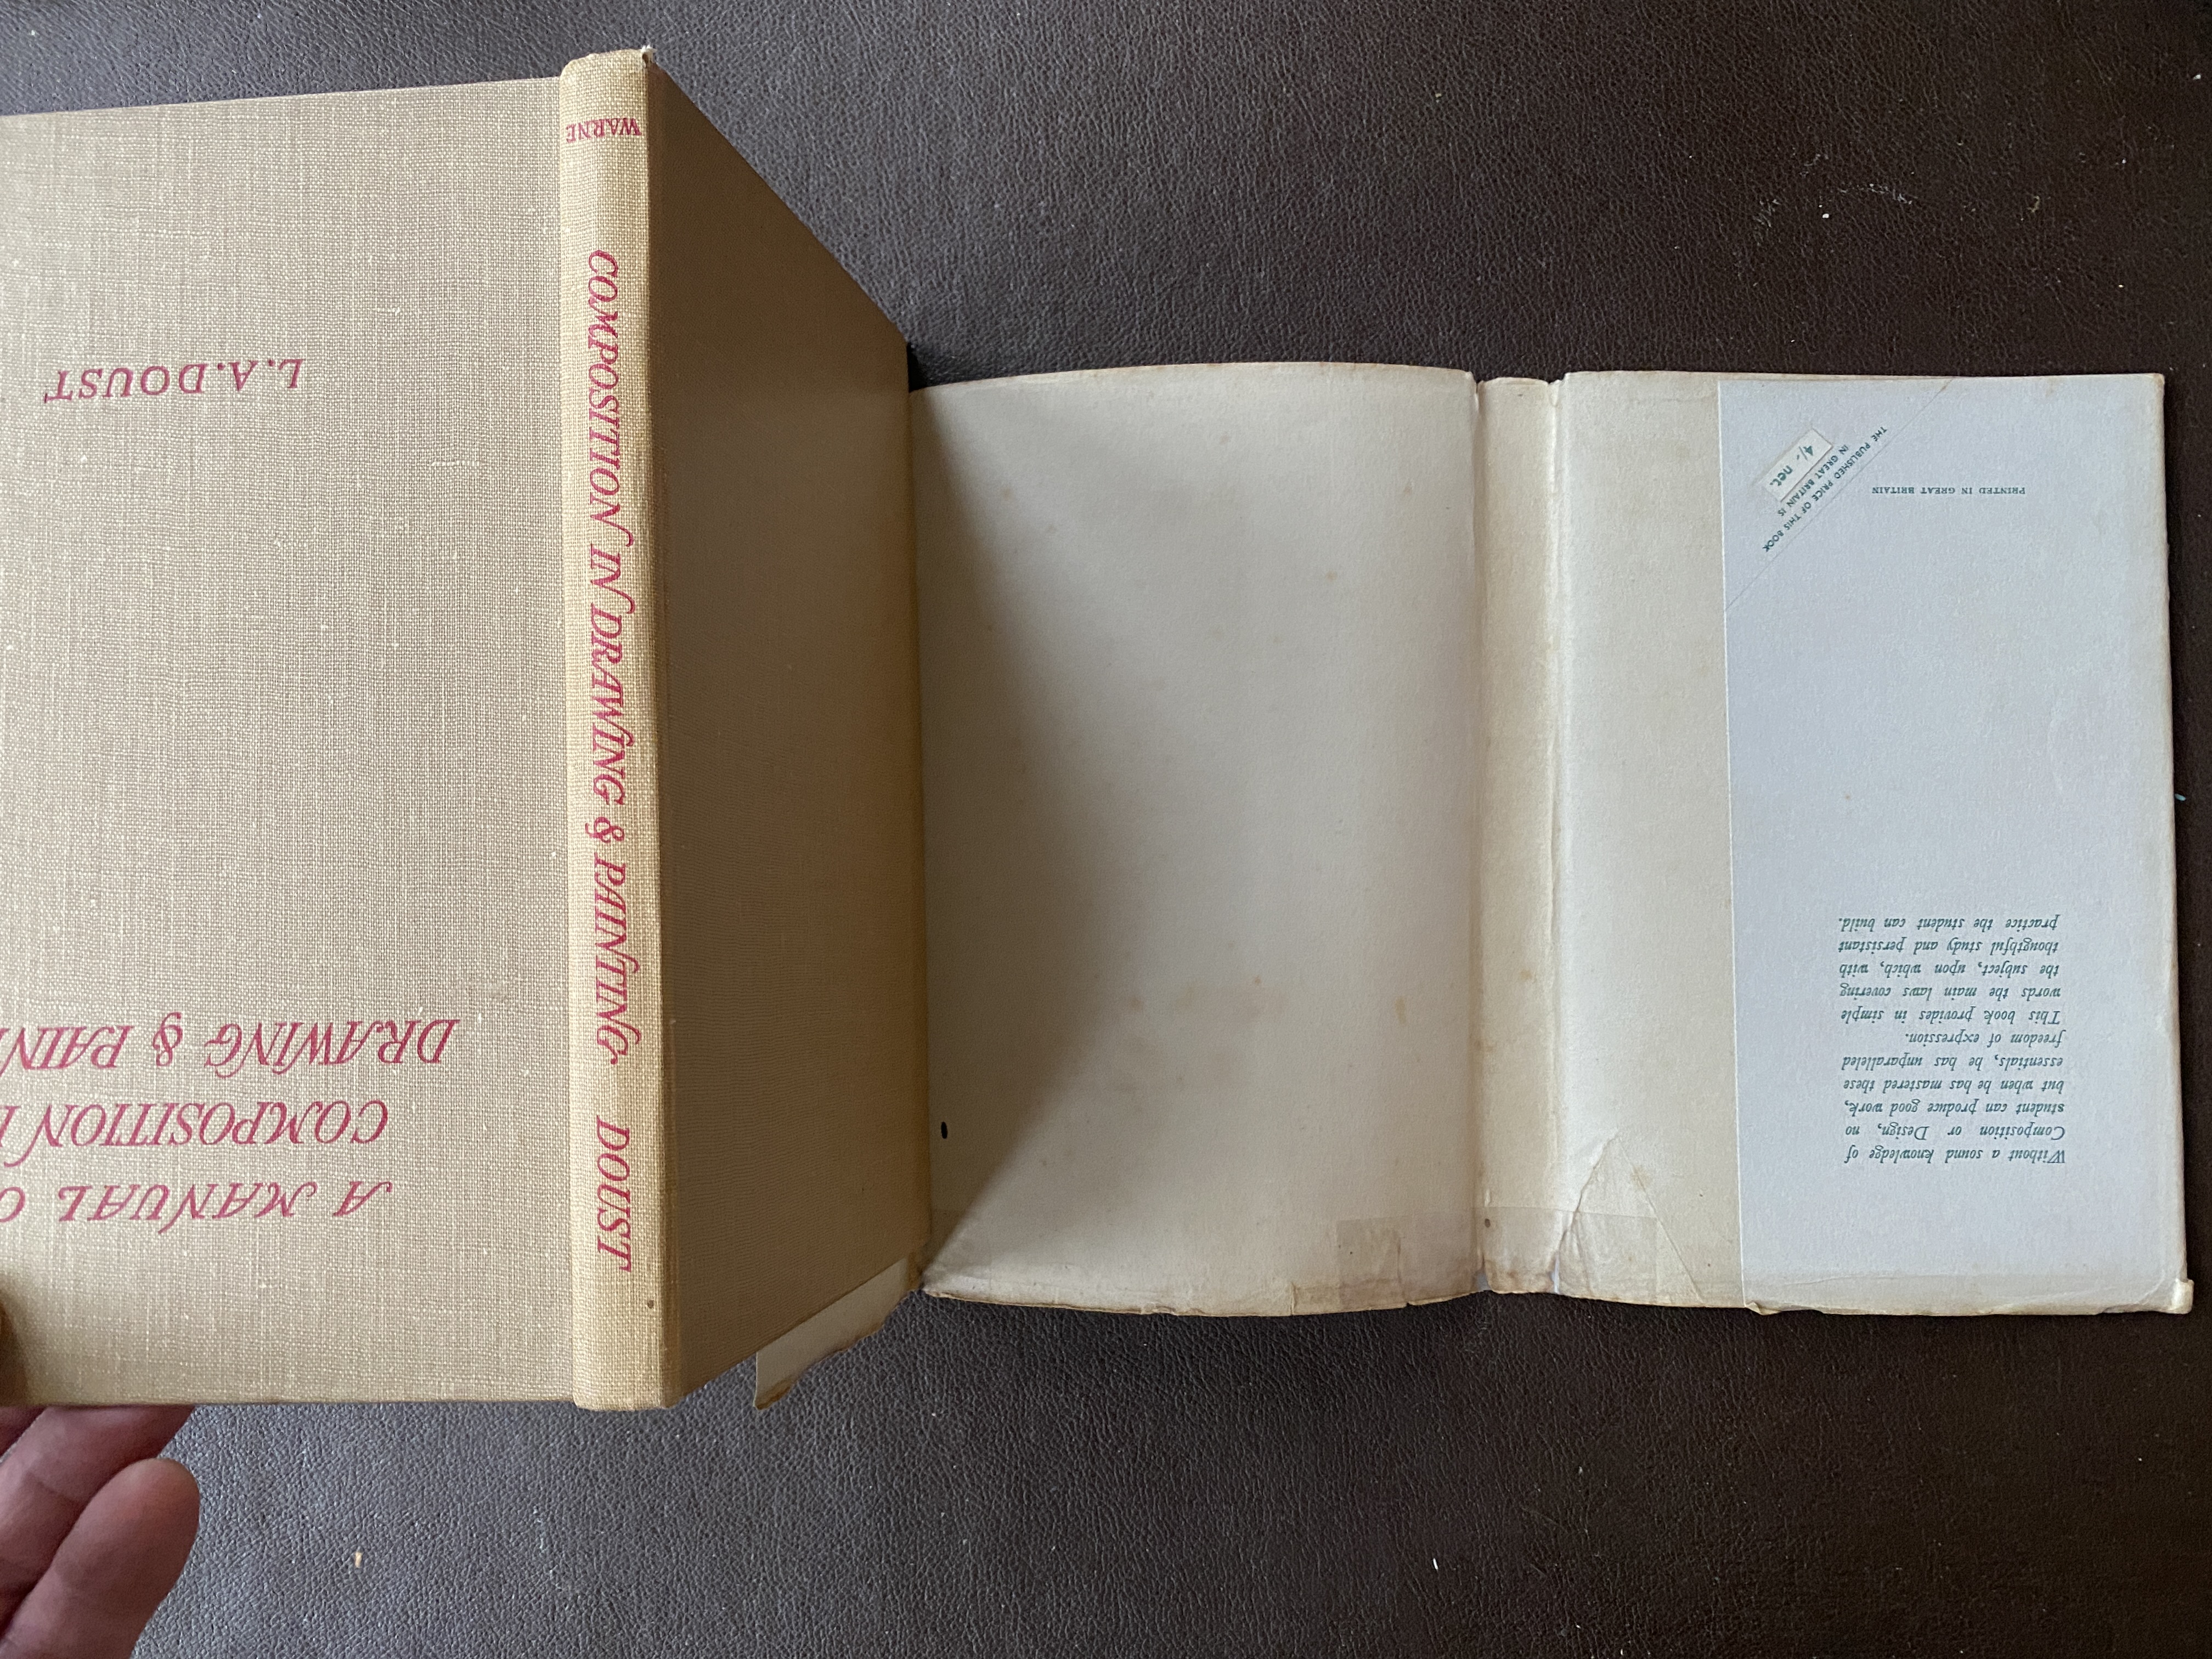 A MANUAL O
COMPOSITION I
DRAWING & PAIN
L.A.DOUST
DOUST COMPOSITION IN DRAWING & PAINTING WARNE
Without a sound knowledge of
Composition or Design, no
student can produce good work,
but when he has mastered these
essentials, he has unparalleled
freedom of expression.
This book provides in simple
words the main laws covering
the subject, upon which, with
thoughtful study and persistant
practice the student can build.
PRINTED IN GREAT BRITAIN
THE PUBLISHED PRICE OF THIS BOOK
IN GREAT BRITAIN IS
4/- net.